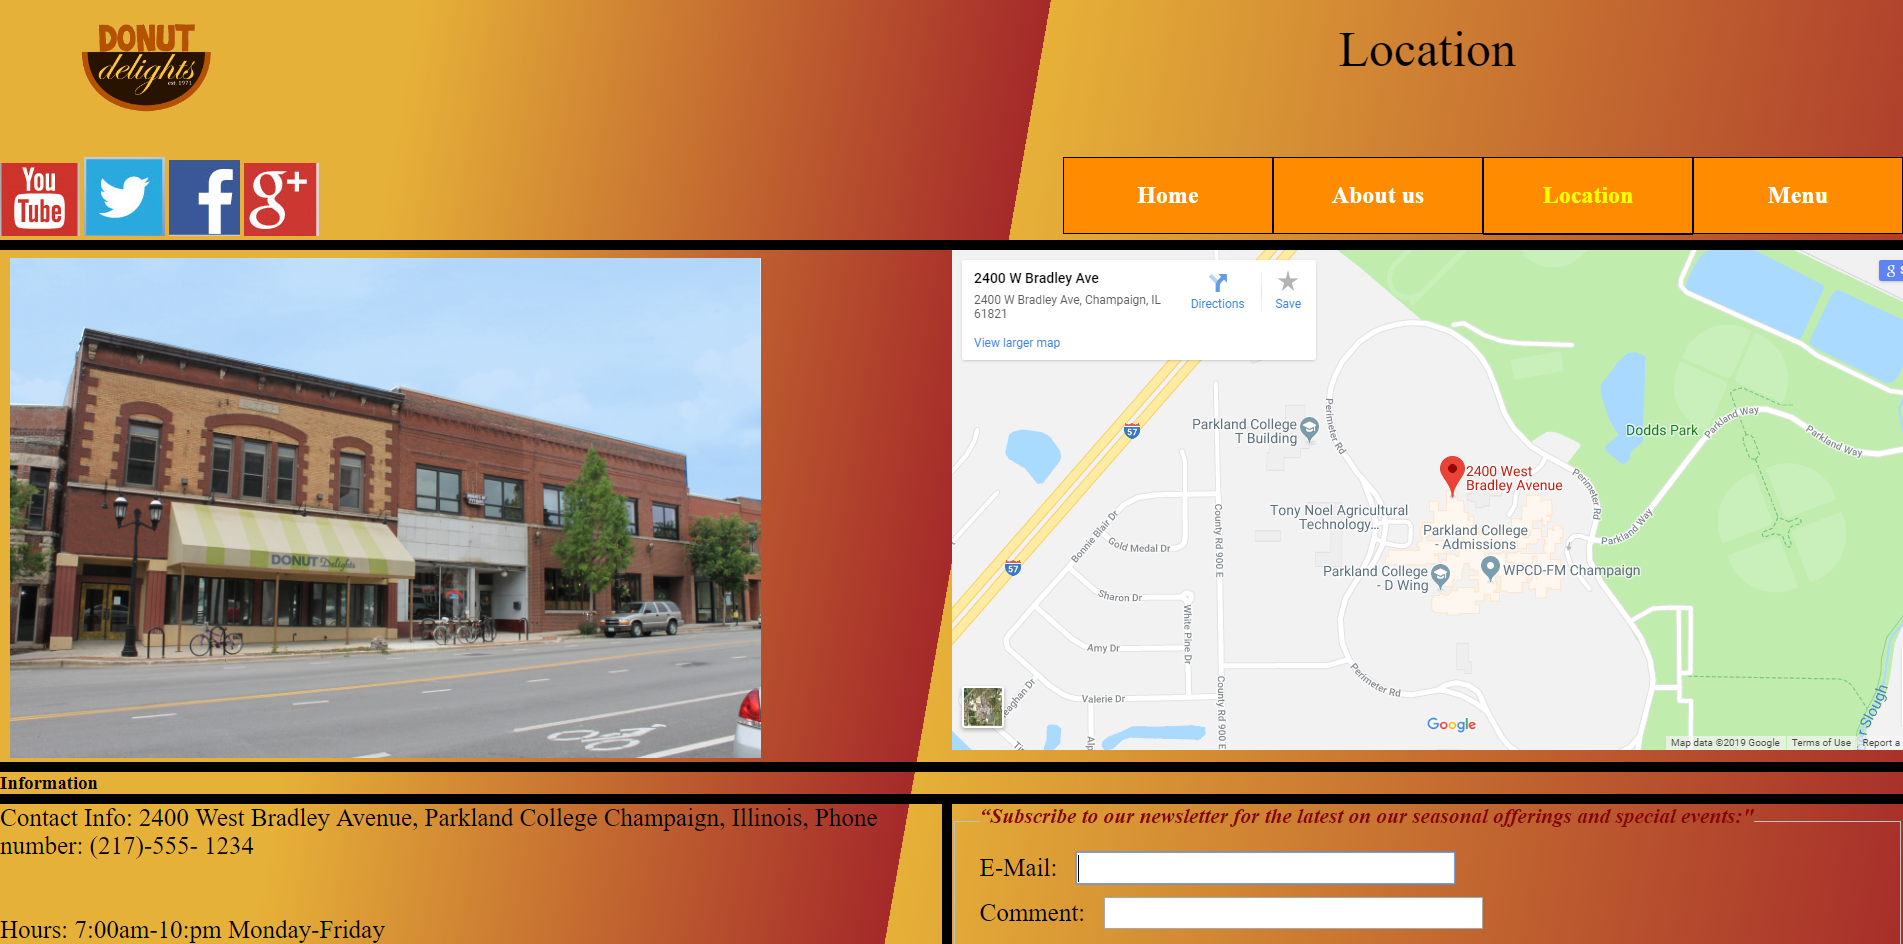 DONUT
delights
est. 1971
Location
You
Tube
f
g+
Home
About us
Location
Menu
DONUT Delights
2400 W Bradley Ave
2400 W Bradley Ave, Champaign, IL
61821
Directions
Save
View larger map
g
57
Parkland College
T Building
Perimeter Rd
Dodds Park
Parkland Way
Parkland Way
2400 West
Bradley Avenue
Perimeter Rd
Tony Noel Agricultural
Technology...
Parkland College
- Admissions
Parkland Way
Bonnie Blair Dr
Gold Medal Dr
County Rd 900 E
57
Parkland College
- D Wing
WPCD-FM Champaign
Sharon Dr
White Pine Dr
Amy Dr
Perimeter Rd
Valerie Dr
County Rd 900 E
eaghan Dr
Alp
Slough
Google
Map data ©2019 Google
Terms of Use
Report a
Information
Contact Info: 2400 West Bradley Avenue, Parkland College Champaign, Illinois, Phone
number: (217)-555- 1234
Hours: 7:00am-10:pm Monday-Friday
“Subscribe to our newsletter for the latest on our seasonal offerings and special events:"
E-Mail:
Comment: